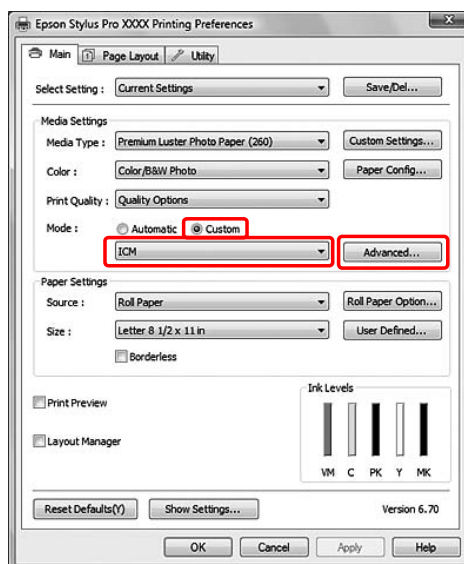 Epson Stylus Pro XXXX Printing Preferences
Main Page Layout Utility
Select Setting : Current Settings Save/Del...
Media Settings
Media Type : Premium Luster Photo Paper (260) Custom Settings...
Color : Color/B&W Photo Paper Config...
Print Quality : Quality Options
Mode : Automatic Custom
ICM Advanced...
Paper Settings
Source : Roll Paper Roll Paper Option...
Size : Letter 8 1/2 x 11 in User Defined...
Borderless
Print Preview
Layout Manager
Ink Levels
VM C PK Y MK
Reset Defaults(Y) Show Settings... Version 6.70
OK Cancel Apply Help